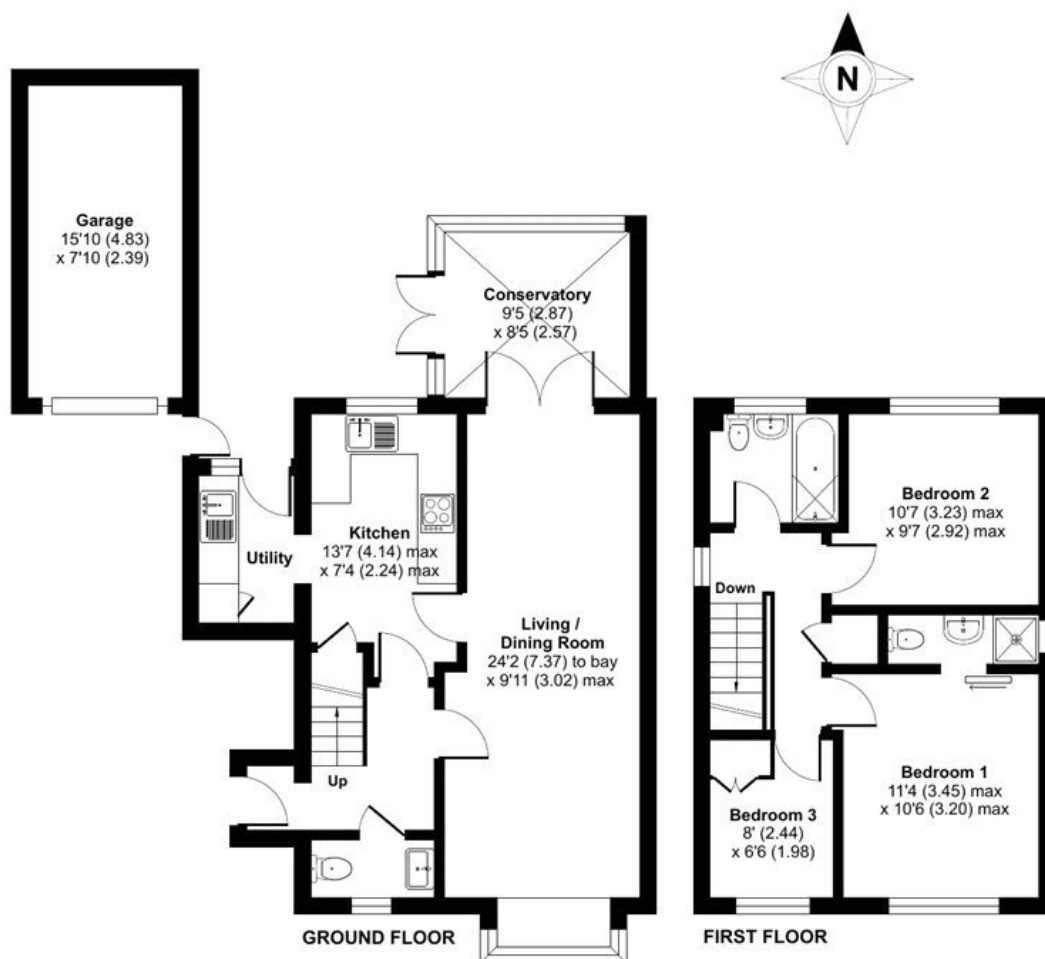 N
Garage
15'10 (4.83)
x 7'10 (2.39)
Conservatory
9'5 (2.87)
x 8'5 (2.57)
Kitchen
13'7 (4.14) max
x 7'4 (2.24) max
Utility
Living /
Dining Room
24'2 (7.37) to bay
x 9'11 (3.02) max
Up
GROUND FLOOR
Bedroom 2
10'7 (3.23) max
x 9'7 (2.92) max
Down
Bedroom 1
11'4 (3.45) max
x 10'6 (3.20) max
Bedroom 3
8' (2.44)
x 6'6 (1.98)
FIRST FLOOR